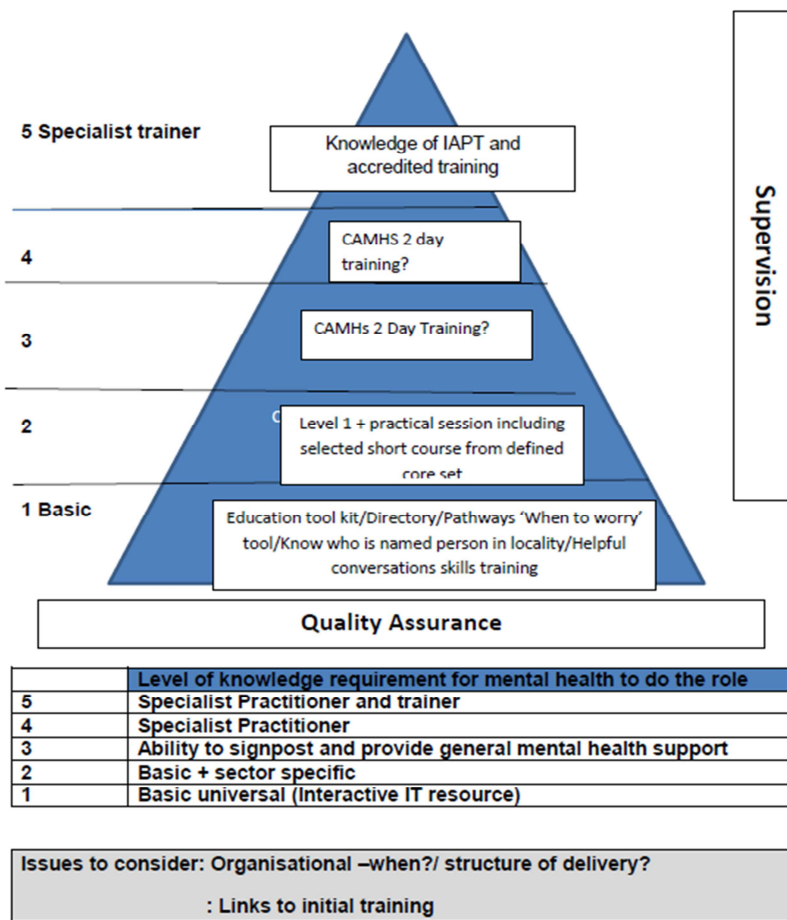 5 Specialist trainer
Knowledge of IAPT and
accredited training
Supervision
4
CAMHS 2 day
training?
3
CAMHs 2 Day Training?
2
Level 1 + practical session including
selected short course from defined
core set
1 Basic
Education tool kit/Directory/Pathways ‘When to worry’
tool/Know who is named person in locality/Helpful
conversations skills training
Quality Assurance
Level of knowledge requirement for mental health to do the role
5 Specialist Practitioner and trainer
4 Specialist Practitioner
3 Ability to signpost and provide general mental health support
2 Basic + sector specific
1 Basic universal (Interactive IT resource)
Issues to consider: Organisational –when?/ structure of delivery?
: Links to initial training